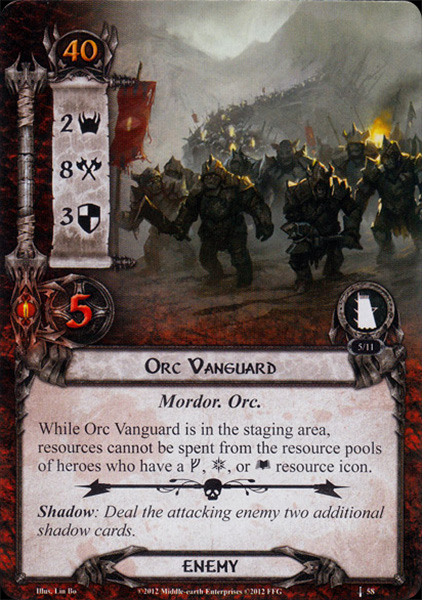 40
2
8
3
5
5/11
ORC VANGUARD
Mordor. Orc.
While Orc Vanguard is in the staging area,
resources cannot be spent from the resource pools
of heroes who have a , , or resource icon.
Shadow: Deal the attacking enemy two additional
shadow cards.
ENEMY
Illus. Lin Bo ©2012 Middle-earth Enterprises ©2012 FFG 58